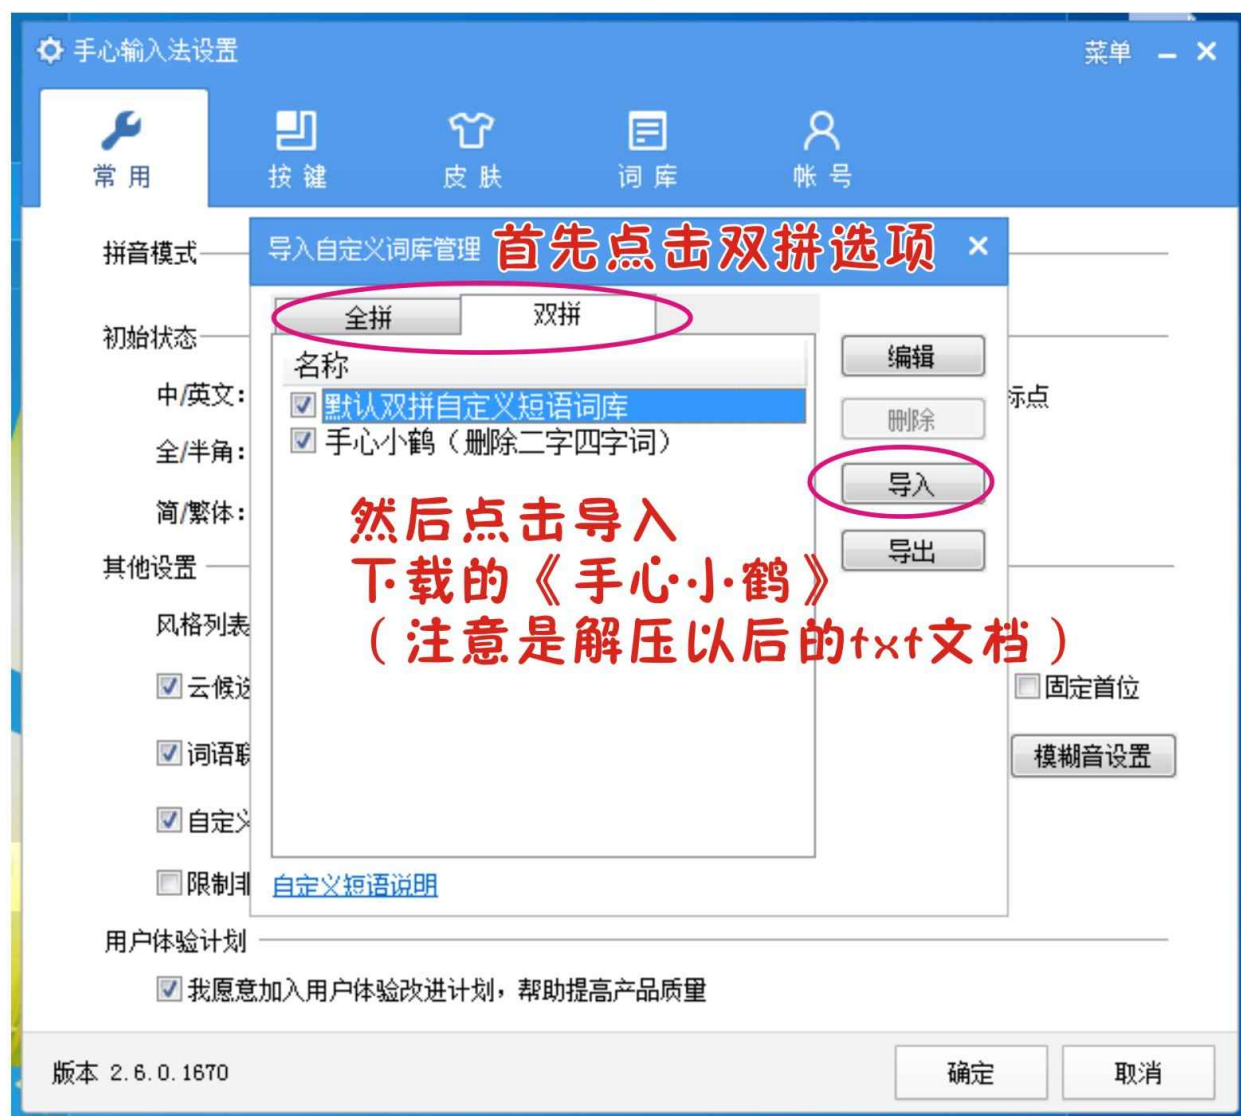 手心输入法设置
菜单
常用
按键
皮肤
词库
帐号
拼音模式
导入自定义词库管理
首先点击双拼选项
全拼
双拼
初始状态
名称
编辑
中/英文:
默认双拼自定义短语词库
标点
删除
全/半角:
手心小鹤（删除二字四字词）
导入
简/繁体:
然后点击导入
导出
其他设置
下载的《手心小鹤》
风格列表
（注意是解压以后的txt文档）
云候选
固定首位
词语联
模糊音设置
自定义
限制非
自定义短语说明
用户体验计划
我愿意加入用户体验改进计划，帮助提高产品质量
版本 2.6.0.1670
确定
取消